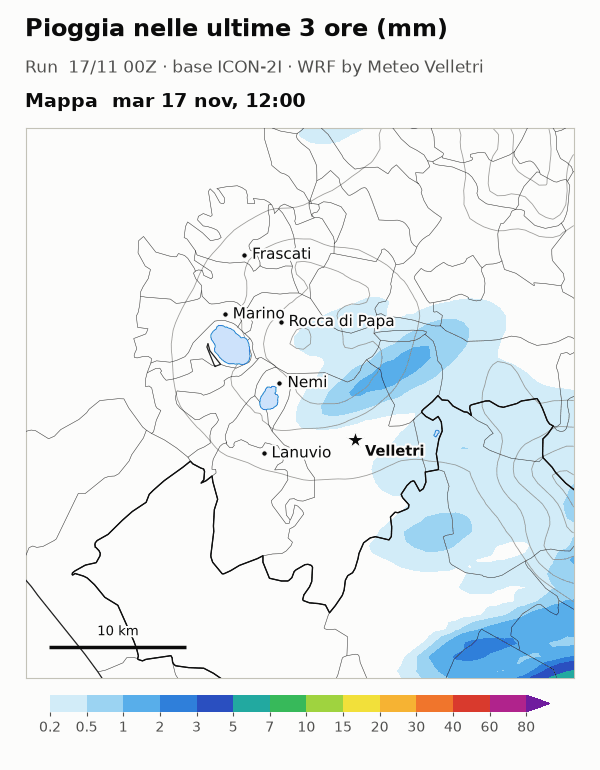 Pioggia nelle ultime 3 ore (mm)
Run  17/11 00Z · base ICON-2I · WRF by Meteo Velletri
Mappa  mar 17 nov, 12:00
Frascati
Marino
Rocca di Papa
Nemi
Velletri
Lanuvio
10 km
0.2 0.5 1 2 3 5 7 10 15 20 30 40 60 80